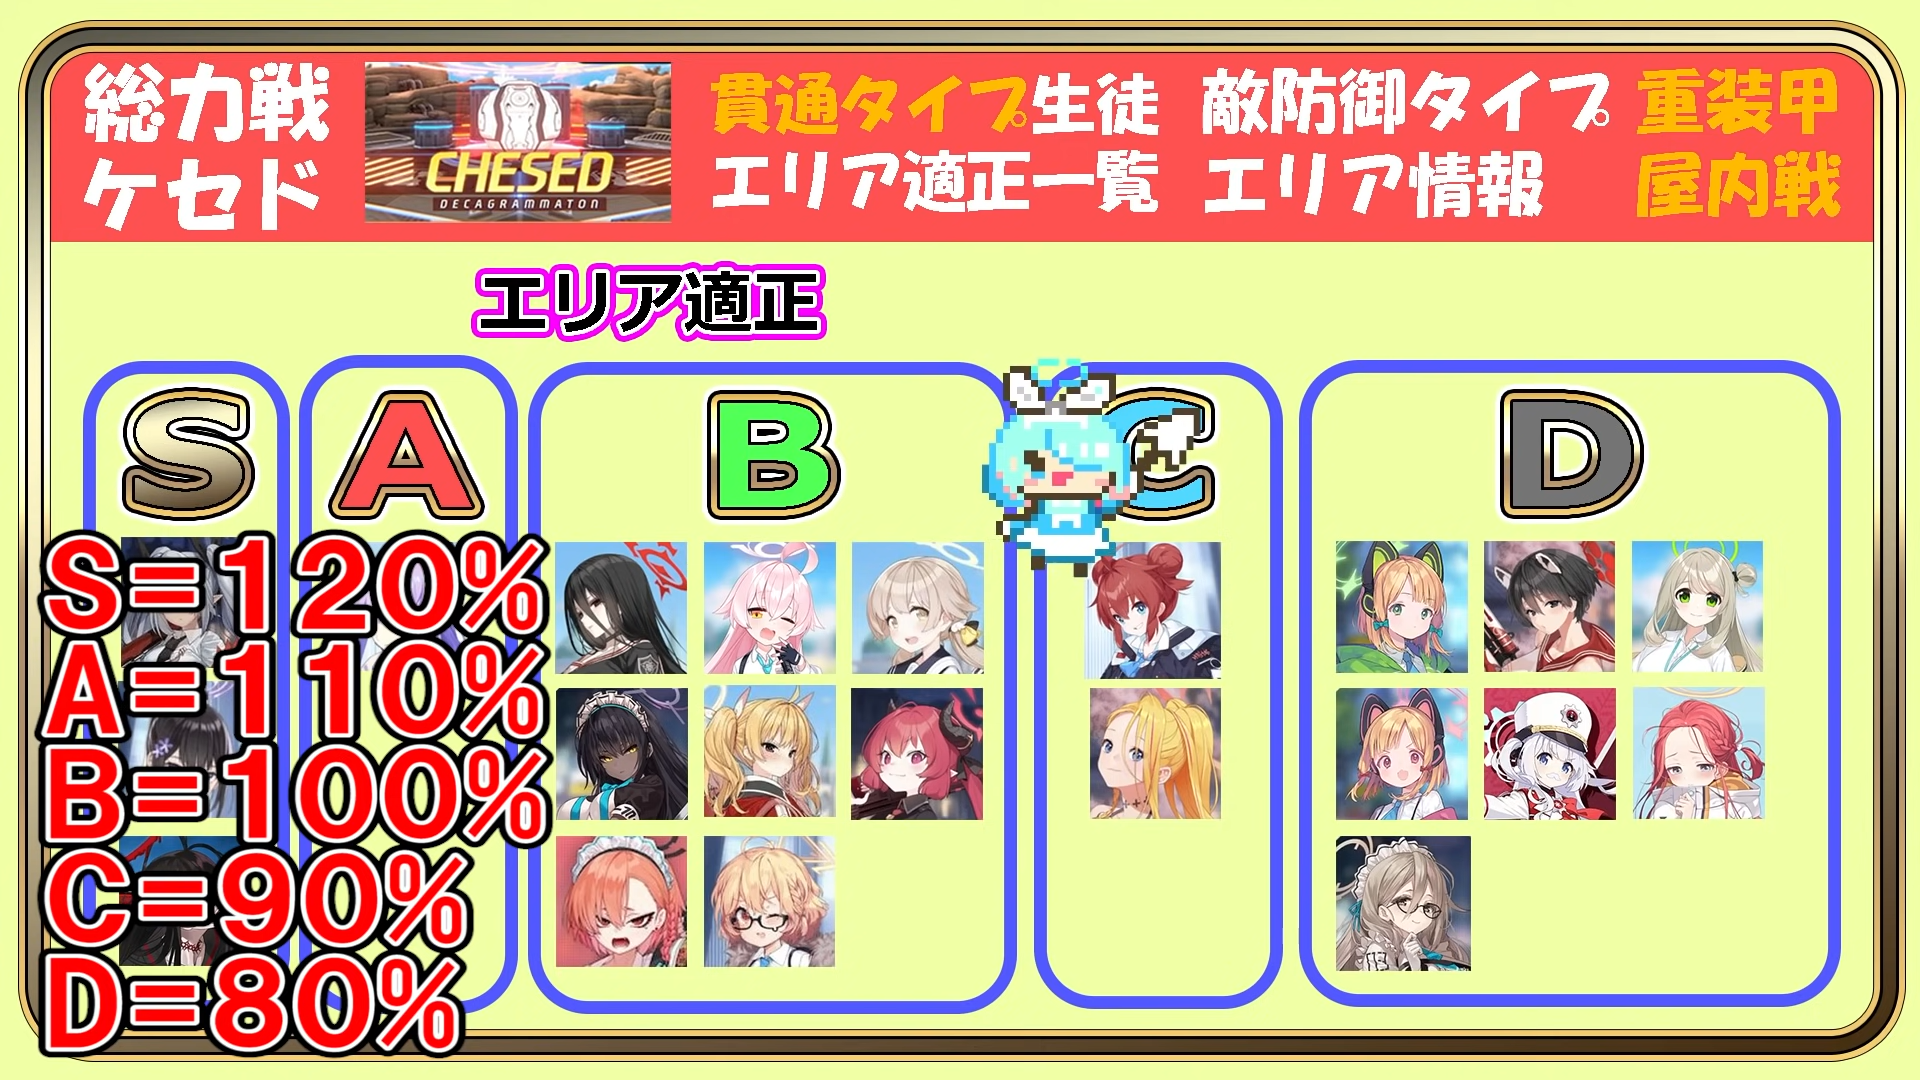 総力戦
ケセド
CHESED
DECAGRAMMATON
貫通タイプ生徒
エリア適正一覧
敵防御タイプ 重装甲
エリア情報 屋内戦
エリア適正
S A B C D
S=120%
A=110%
B=100%
C=90%
D=80%